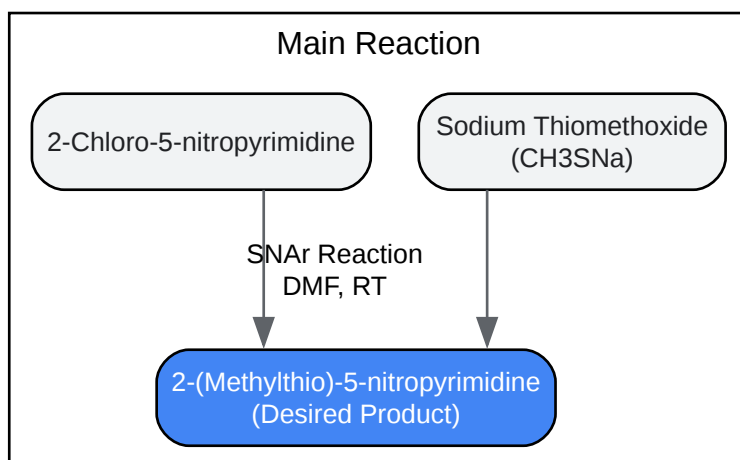 Main Reaction
2-Chloro-5-nitropyrimidine
Sodium Thiomethoxide
(CH3SNa)
SNAr Reaction
DMF, RT
2-(Methylthio)-5-nitropyrimidine
(Desired Product)